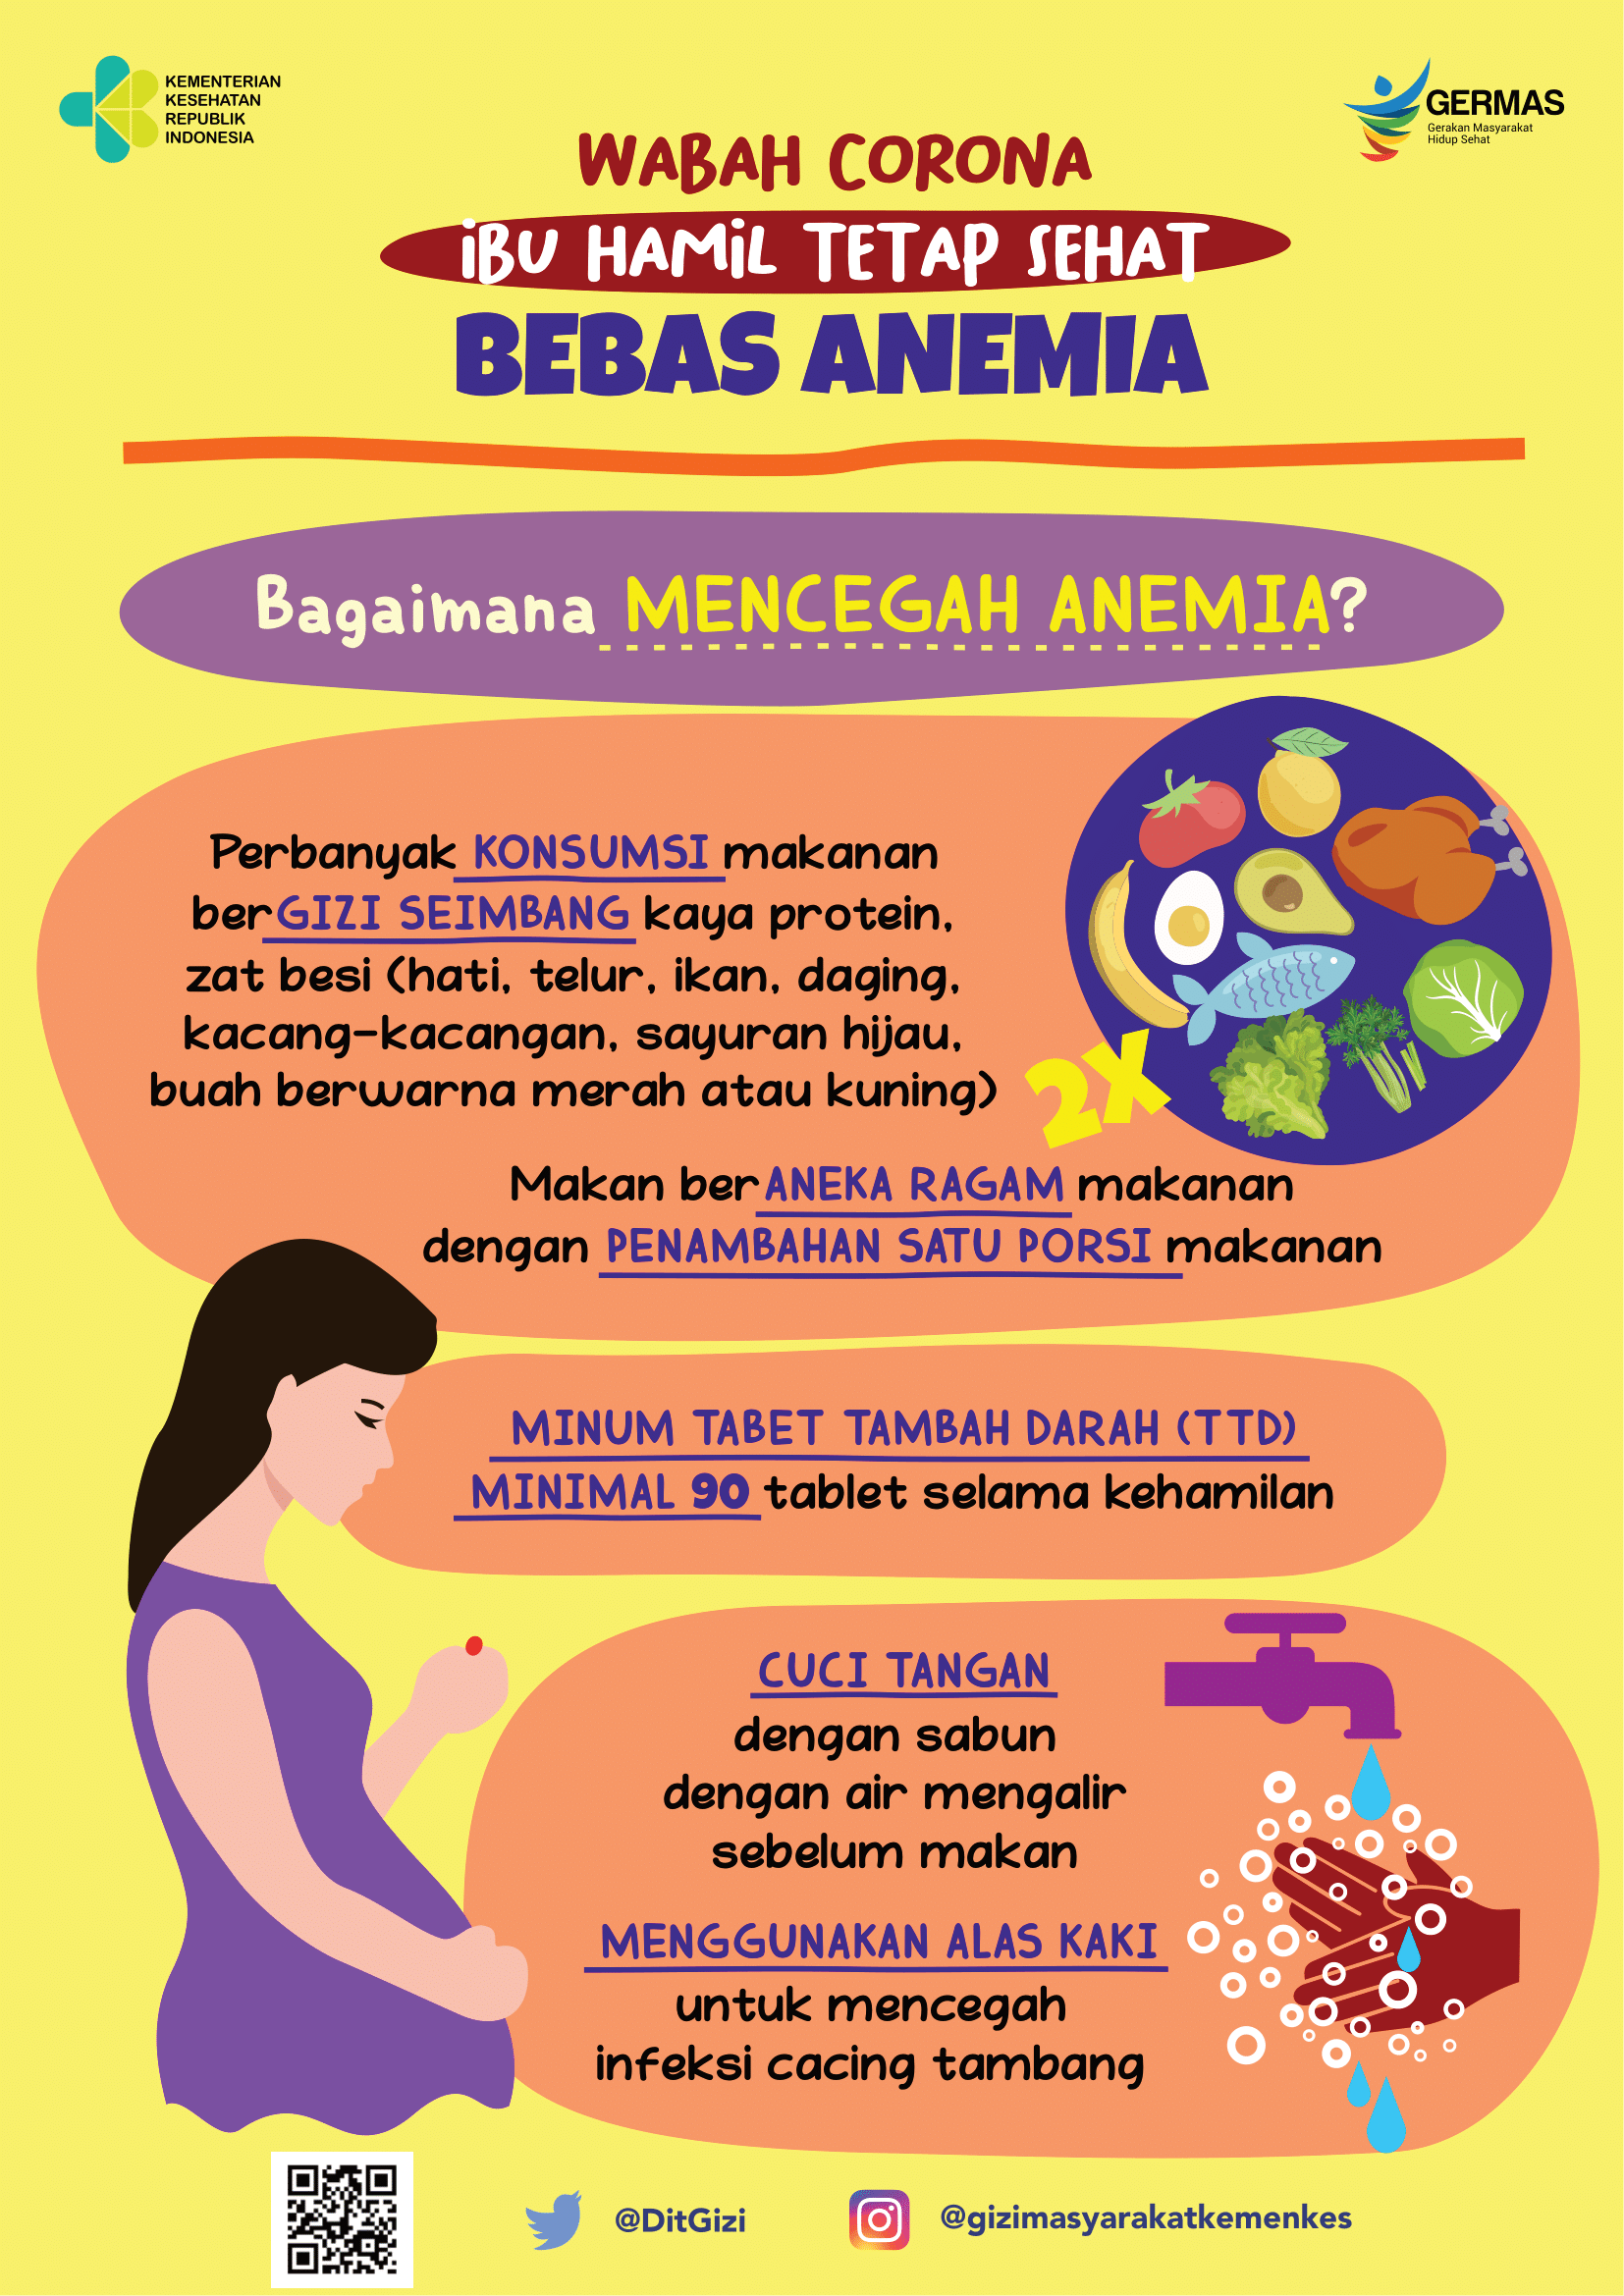 KEMENTERIAN
KESEHATAN
REPUBLIK
INDONESIA
GERMAS
Gerakan Masyarakat
Hidup Sehat
WABAH CORONA
iBU HAMiL TETAP SEHAT
BEBAS ANEMIA
Bagaimana MENCEGAH ANEMIA?
Perbanyak KONSUMSI makanan
berGIZI SEIMBANG kaya protein,
zat besi (hati, telur, ikan, daging,
kacang-kacangan, sayuran hijau,
buah berwarna merah atau kuning)
2X
Makan berANEKA RAGAM makanan
dengan PENAMBAHAN SATU PORSI makanan
MINUM TABET TAMBAH DARAH (TTD)
MINIMAL 90 tablet selama kehamilan
CUCI TANGAN
dengan sabun
dengan air mengalir
sebelum makan
MENGGUNAKAN ALAS KAKI
untuk mencegah
infeksi cacing tambang
@DitGizi
@gizimasyarakatkemenkes